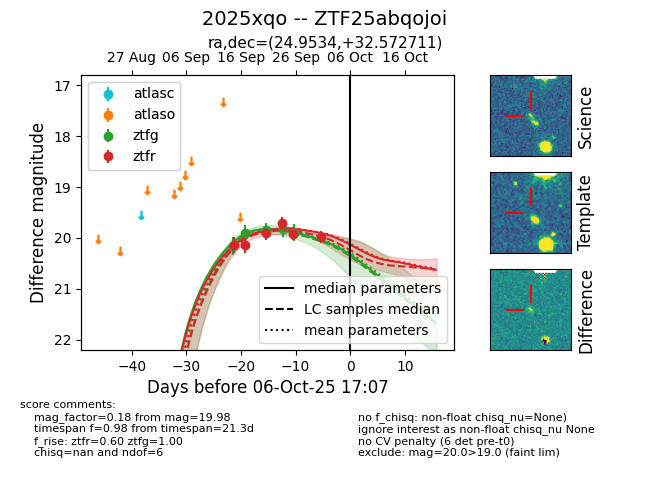 2025xqo -- ZTF25abqojoi
ra,dec=(24.9534,+32.572711)
27 Aug 06 Sep 16 Sep 26 Sep 06 Oct 16 Oct
17
18
19
20
21
22
Difference magnitude
atlasc
atlaso
ztfg
ztfr
median parameters
LC samples median
mean parameters
−40 −30 −20 −10 0 10
Days before 06-Oct-25 17:07
Science
Template
Difference
score comments:
mag_factor=0.18 from mag=19.98
timespan f=0.98 from timespan=21.3d
f_rise: ztfr=0.60 ztfg=1.00
chisq=nan and ndof=6
no f_chisq: non-float chisq_nu=None)
ignore interest as non-float chisq_nu None
no CV penalty (6 det pre-t0)
exclude: mag=20.0>19.0 (faint lim)